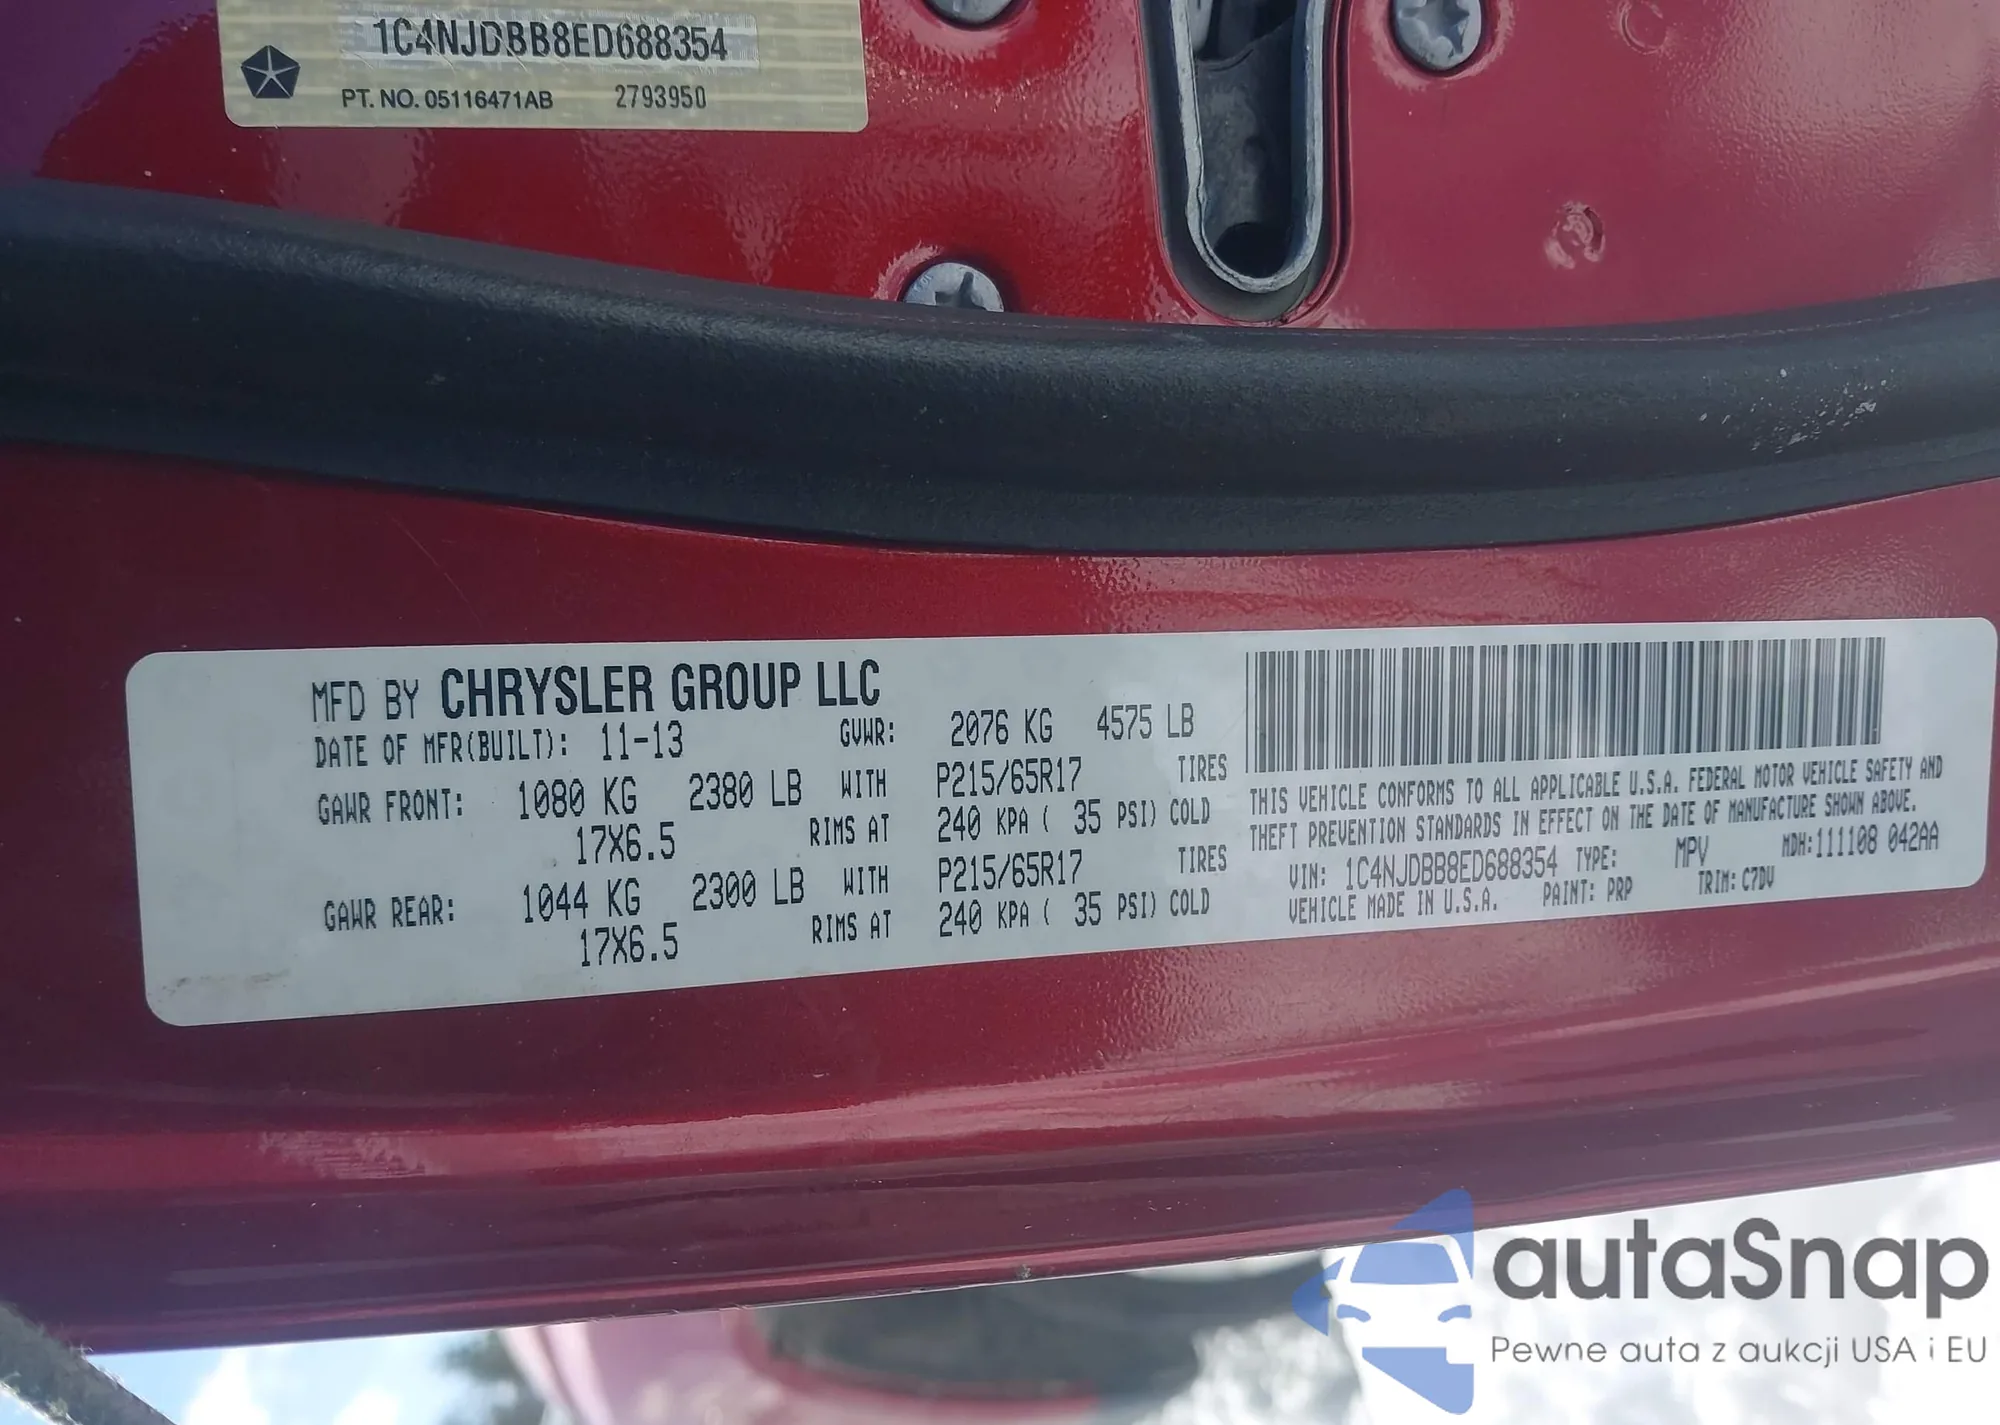 1C4NJDBB8ED688354
PT. NO. 05116471AB 2793950
MFD BY CHRYSLER GROUP LLC
DATE OF MFR(BUILT): 11-13 GVWR: 2076 KG 4575 LB
GAWR FRONT: 1080 KG 2380 LB WITH P215/65R17 TIRES
17X6.5 RIMS AT 240 KPA ( 35 PSI) COLD
GAWR REAR: 1044 KG 2300 LB WITH P215/65R17 TIRES
17X6.5 RIMS AT 240 KPA ( 35 PSI) COLD
THIS VEHICLE CONFORMS TO ALL APPLICABLE U.S.A. FEDERAL MOTOR VEHICLE SAFETY AND
THEFT PREVENTION STANDARDS IN EFFECT ON THE DATE OF MANUFACTURE SHOWN ABOVE.
VIN: 1C4NJDBB8ED688354 TYPE: MPV MDH:111108 042AA
VEHICLE MADE IN U.S.A. PAINT: PRP TRIM: C7DV
autaSnap
Pewne auta z aukcji USA i EU